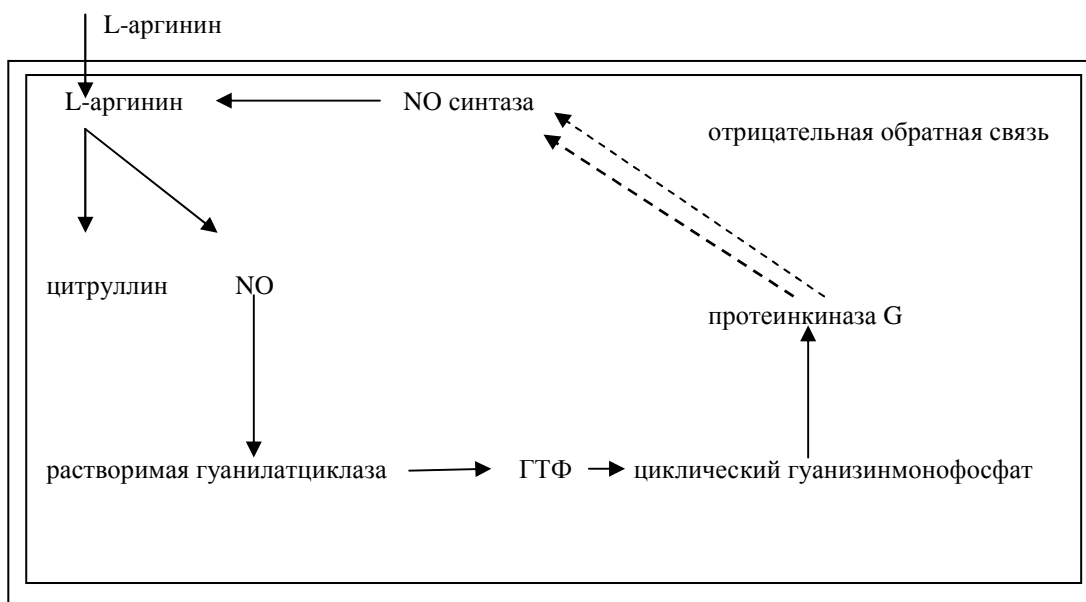 L-аргинин
L-аргинин NO синтаза
отрицательная обратная связь
цитруллин NO
протеинкиназа G
растворимая гуанилатциклаза ГТФ циклический гуанизинмонофосфат